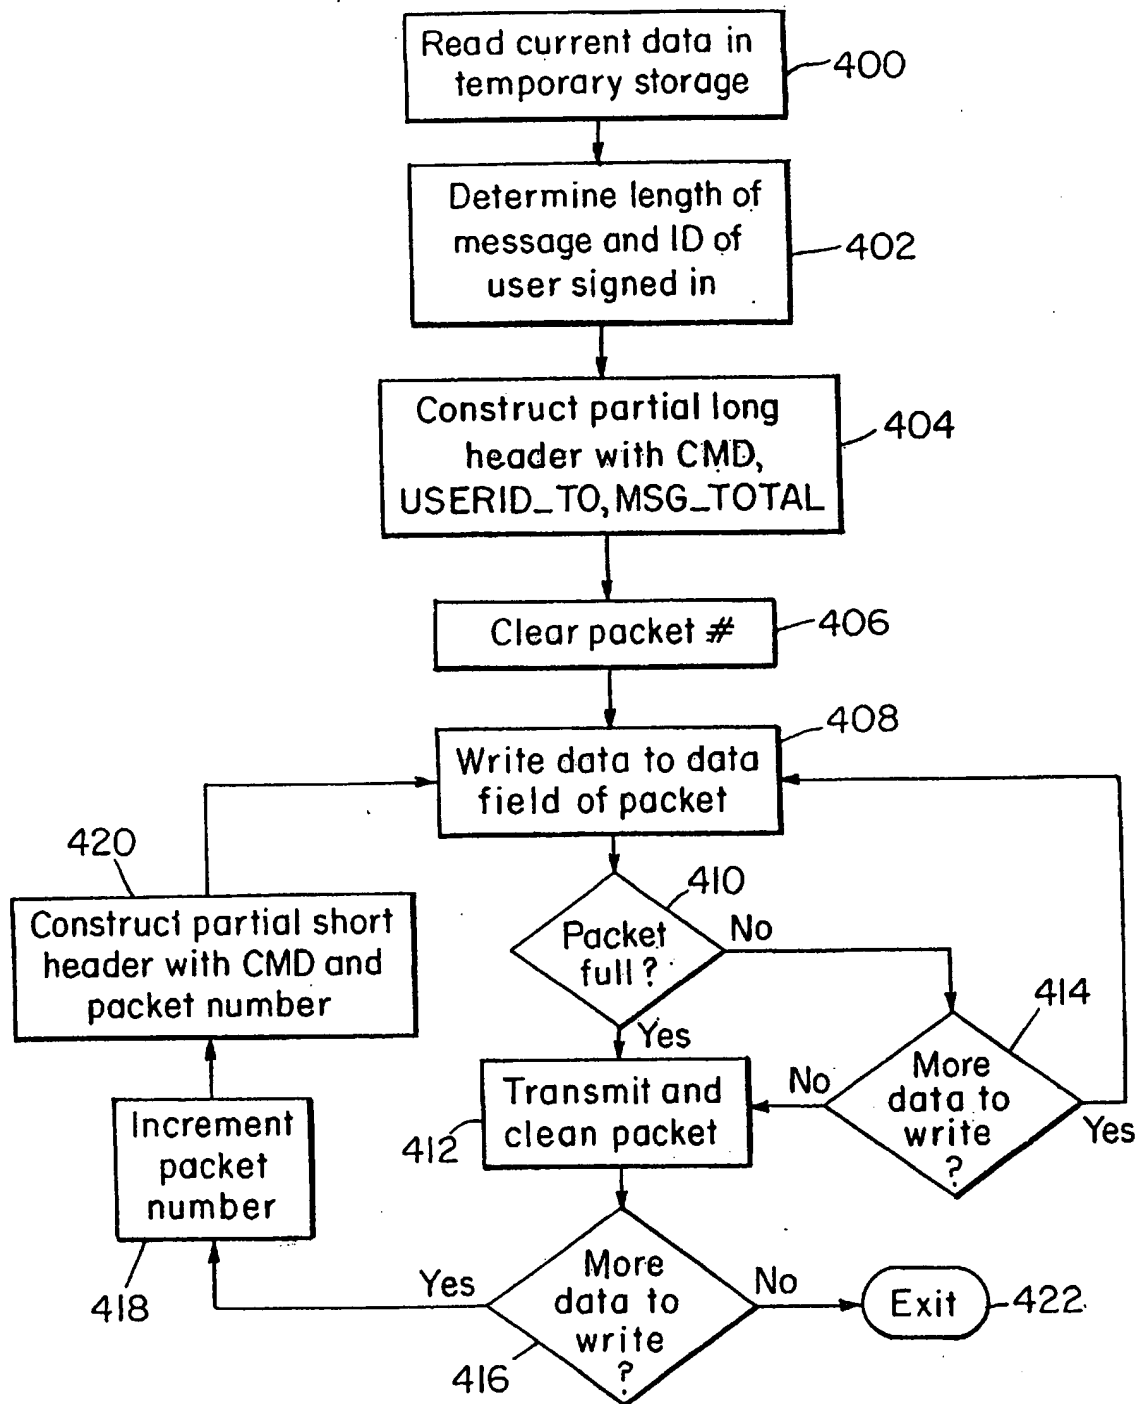 Read current data in
temporary storage
400
Determine length of
message and ID of
user signed in
402
Construct partial long
header with CMD,
USERID_TO, MSG_TOTAL
404
Clear packet #
406
408
Write data to data
field of packet
420
410
Construct partial short
header with CMD and
packet number
Packet
full?
No
414
Yes
More
data to
write
?
No
Yes
Transmit and
clean packet
412
Increment
packet
number
418
Yes
More
data to
write
?
No
416
Exit
422